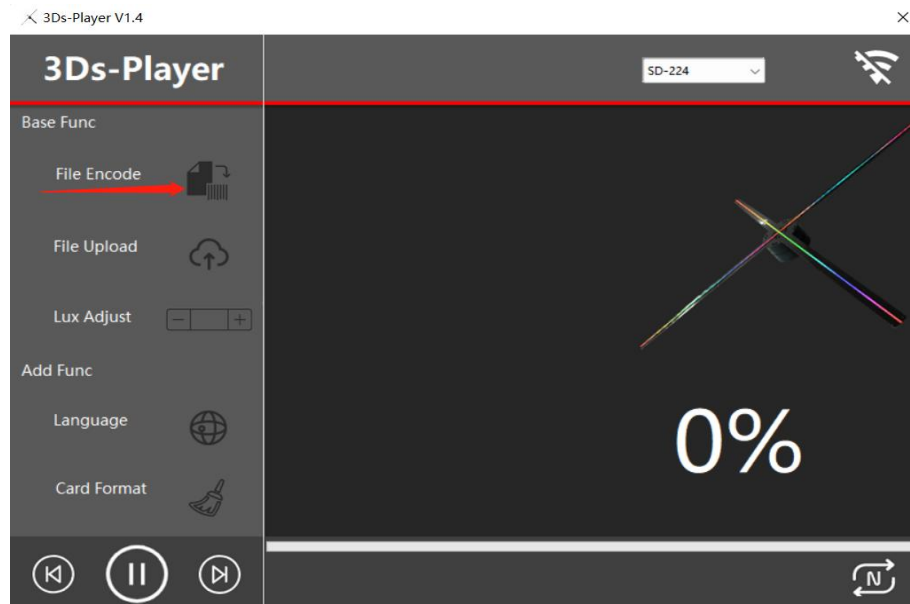 3Ds-Player V1.4
3Ds-Player
SD-224
Base Func
File Encode
File Upload
Lux Adjust
Add Func
Language
Card Format
0%
N